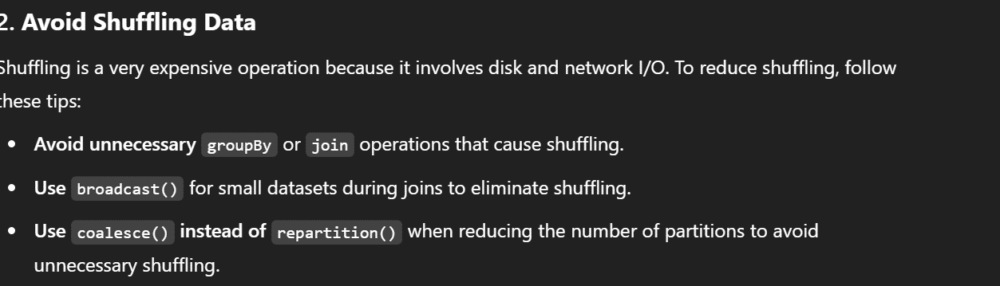 2. Avoid Shuffling Data
Shuffling is a very expensive operation because it involves disk and network I/O. To reduce shuffling, follow
these tips:
• Avoid unnecessary groupBy or join operations that cause shuffling.
• Use broadcast() for small datasets during joins to eliminate shuffling.
• Use coalesce() instead of repartition() when reducing the number of partitions to avoid
unnecessary shuffling.